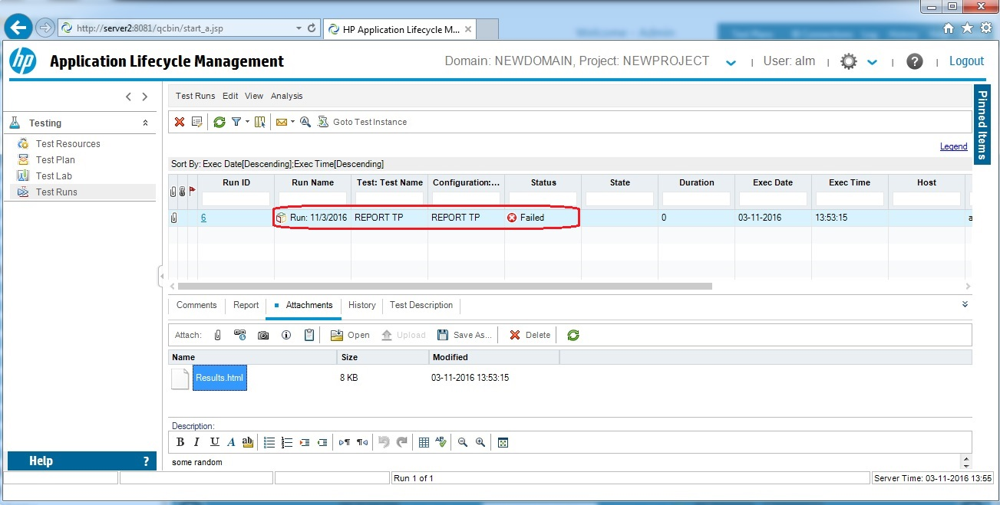 http://server2:8081/qcbin/start_a.jsp
HP Application Lifecycle M...
hp
Application Lifecycle Management
Domain: NEWDOMAIN, Project: NEWPROJECT
User: alm
?
Logout
Testing
Test Resources
Test Plan
Test Lab
Test Runs
Test Runs Edit View Analysis
Goto Test Instance
Pinned Items
Legend
Sort By: Exec Date[Descending];Exec Time[Descending]
Run ID Run Name Test: Test Name Configuration:... Status State Duration Exec Date Exec Time Host
6 Run: 11/3/2016 REPORT TP REPORT TP Failed 0 03-11-2016 13:53:15 a
Comments Report Attachments History Test Description
Attach: Open Upload Save As... Delete
Name Size Modified
Results.html 8 KB 03-11-2016 13:53:15
Description:
B I U A ab
some random
Help ?
Run 1 of 1
Server Time: 03-11-2016 13:55